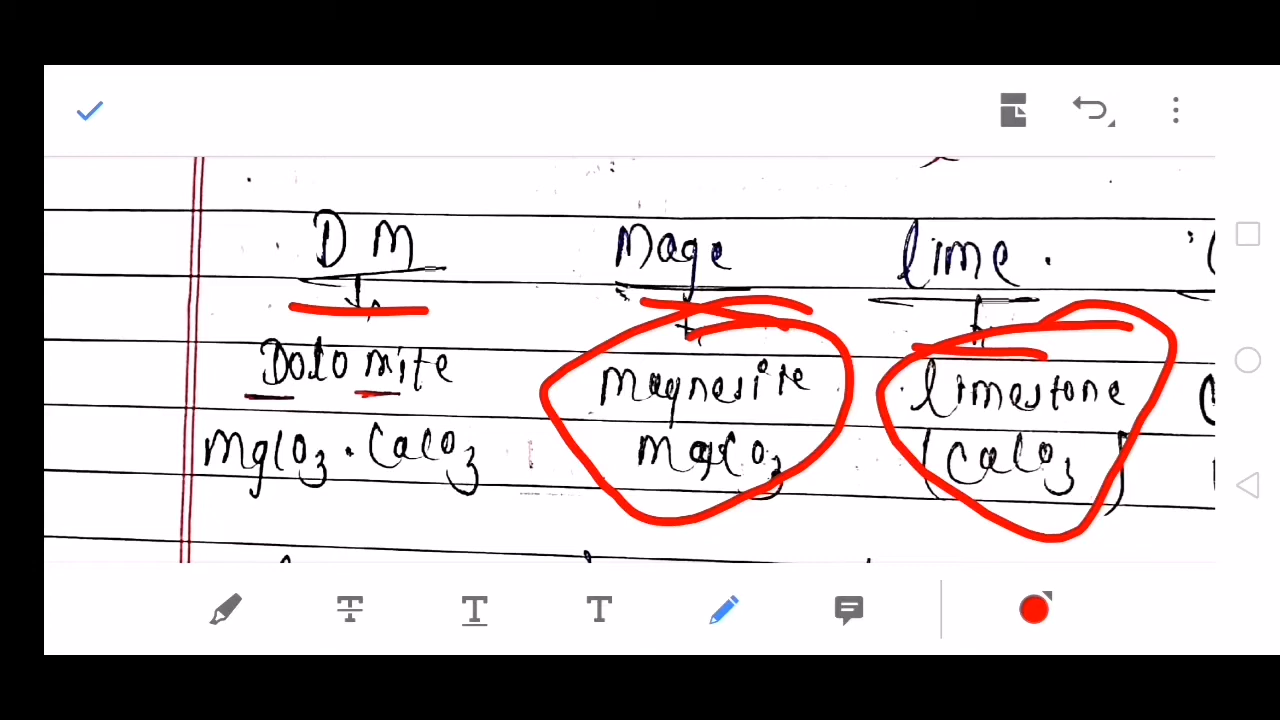 D M Mage lime.
Dolomite Magnesite limestone
MgCO3 . CaCO3 MgCO3 (CaCO3)
T T T